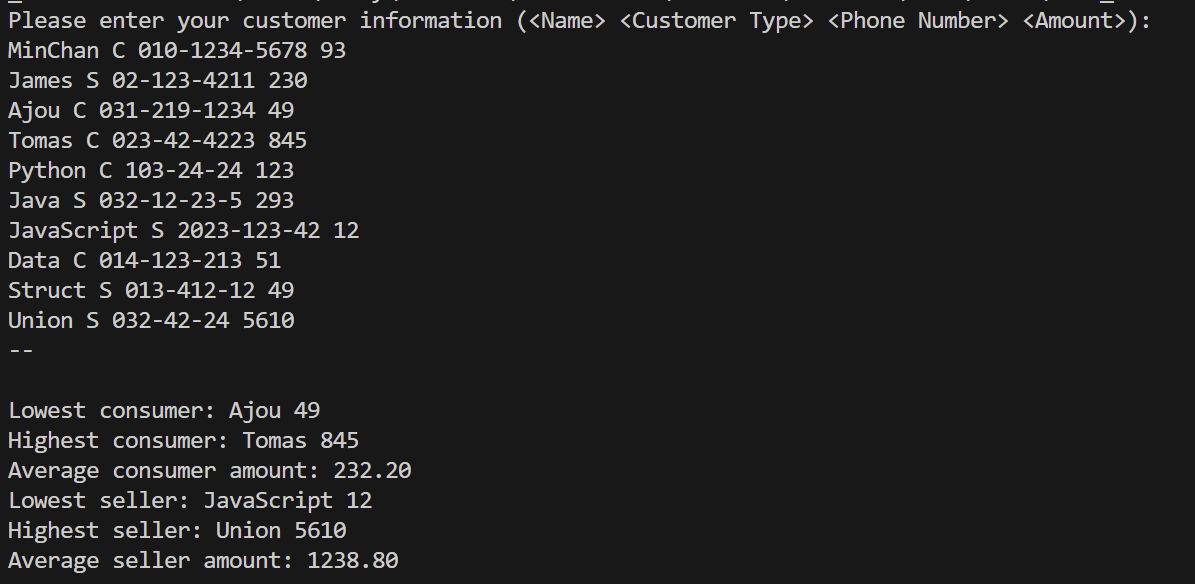 Please enter your customer information (<Name> <Customer Type> <Phone Number> <Amount>):
MinChan C 010-1234-5678 93
James S 02-123-4211 230
Ajou C 031-219-1234 49
Tomas C 023-42-4223 845
Python C 103-24-24 123
Java S 032-12-23-5 293
JavaScript S 2023-123-42 12
Data C 014-123-213 51
Struct S 013-412-12 49
Union S 032-42-24 5610
--
Lowest consumer: Ajou 49
Highest consumer: Tomas 845
Average consumer amount: 232.20
Lowest seller: JavaScript 12
Highest seller: Union 5610
Average seller amount: 1238.80